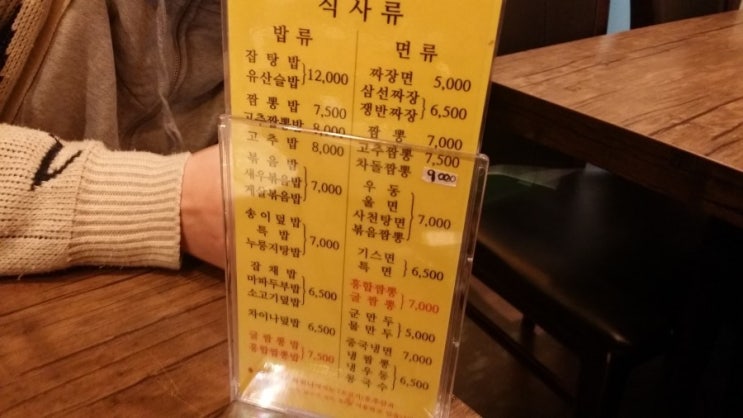 식사류
밥류
잡탕밥
유산슬밥
12,000
짬뽕밥 7,500
고추짬뽕밥 8,000
고추밥 8,000
볶음밥
새우볶음밥
게살볶음밥
7,000
송이덮밥
특밥
누룽지탕밥
7,000
잡채밥
마파두부밥
소고기덮밥
6,500
차이나덮밥 6,500
굴짬뽕밥
홍합짬뽕밥
7,500
면류
짜장면 5,000
삼선짜장
쟁반짜장
6,500
짬뽕 7,000
고추짬뽕 7,500
차돌짬뽕 9000
우동
울면
사천탕면
볶음짬뽕
7,000
기스면
특면
6,500
홍합짬뽕
굴짬뽕
7,000
군만두
물만두
5,000
중국냉면 7,000
냉짬뽕
냉우동
콩국수
6,500